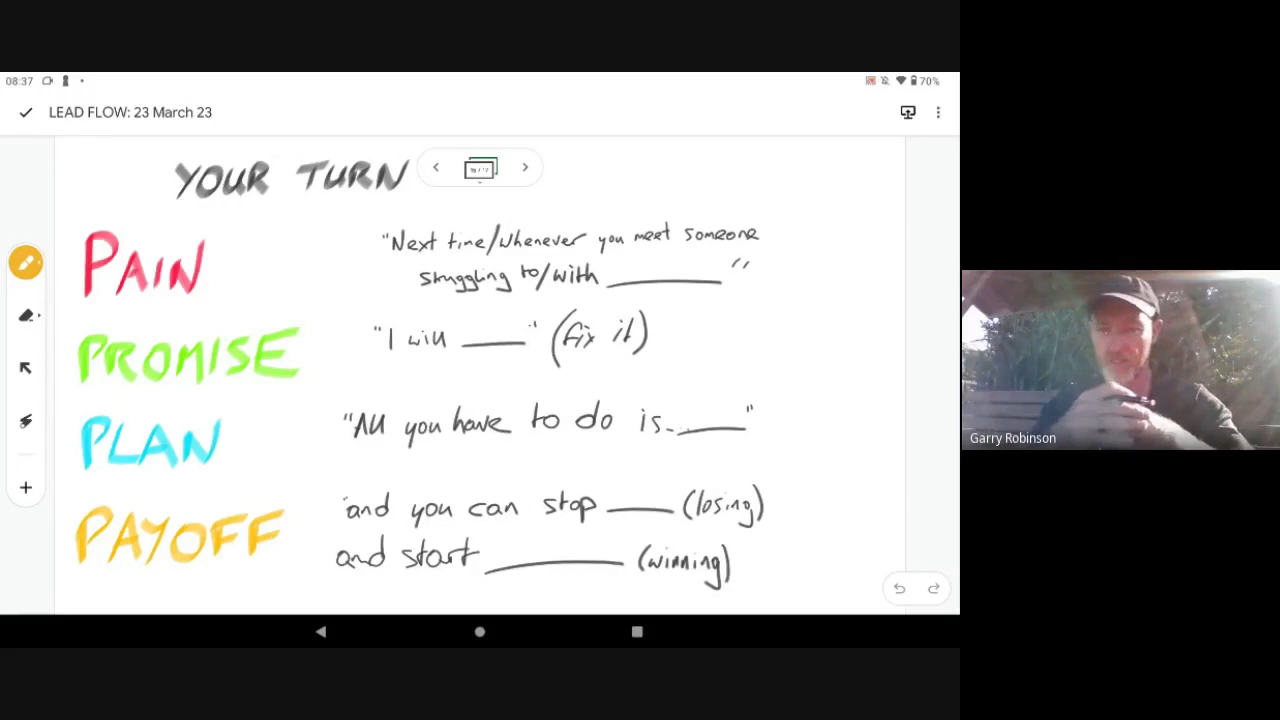 08:37
70%
LEAD FLOW: 23 March 23
YOUR TURN
PAIN
"Next time/whenever you meet someone
struggling to/with ______"
PROMISE
"I will ____" (fix it)
PLAN
"All you have to do is...____"
PAYOFF
and you can stop ____ (losing)
and start ________ (winning)
Garry Robinson